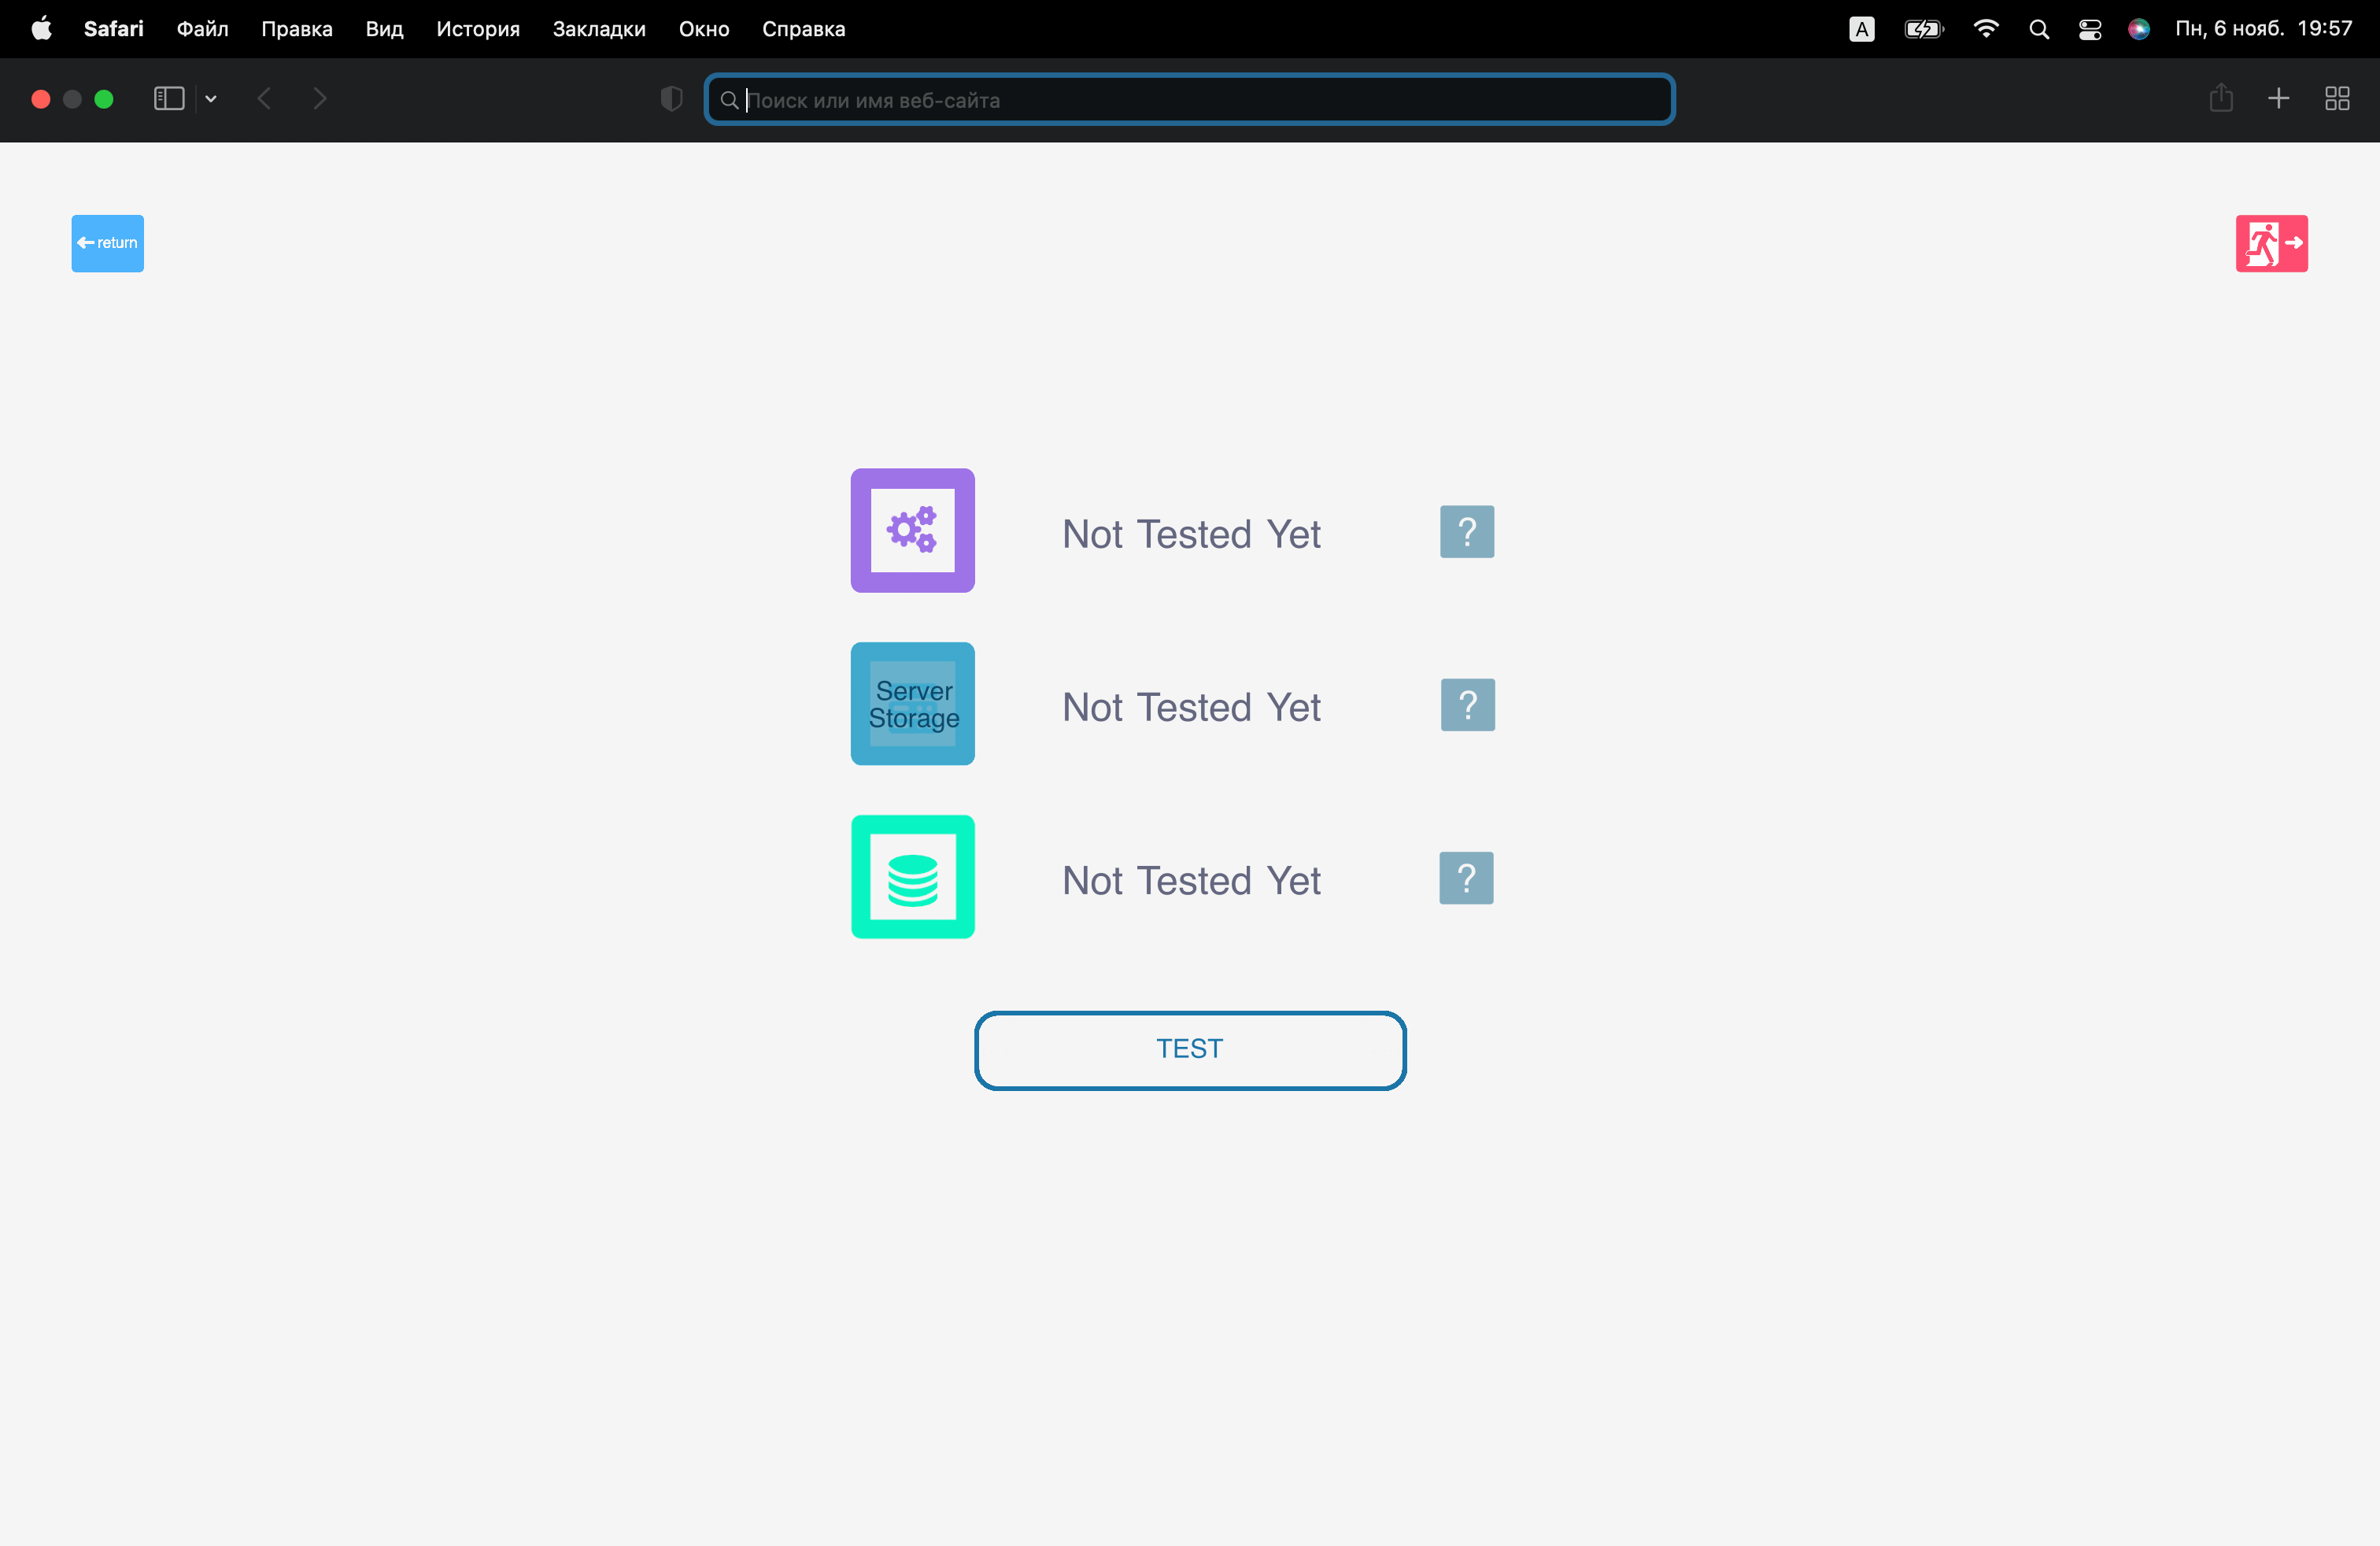 Safari Файл Правка Вид История Закладки Окно Справка A Пн, 6 нояб. 19:57
Поиск или имя веб-сайта
return
Not Tested Yet ?
Server
Storage
Not Tested Yet ?
Not Tested Yet ?
TEST